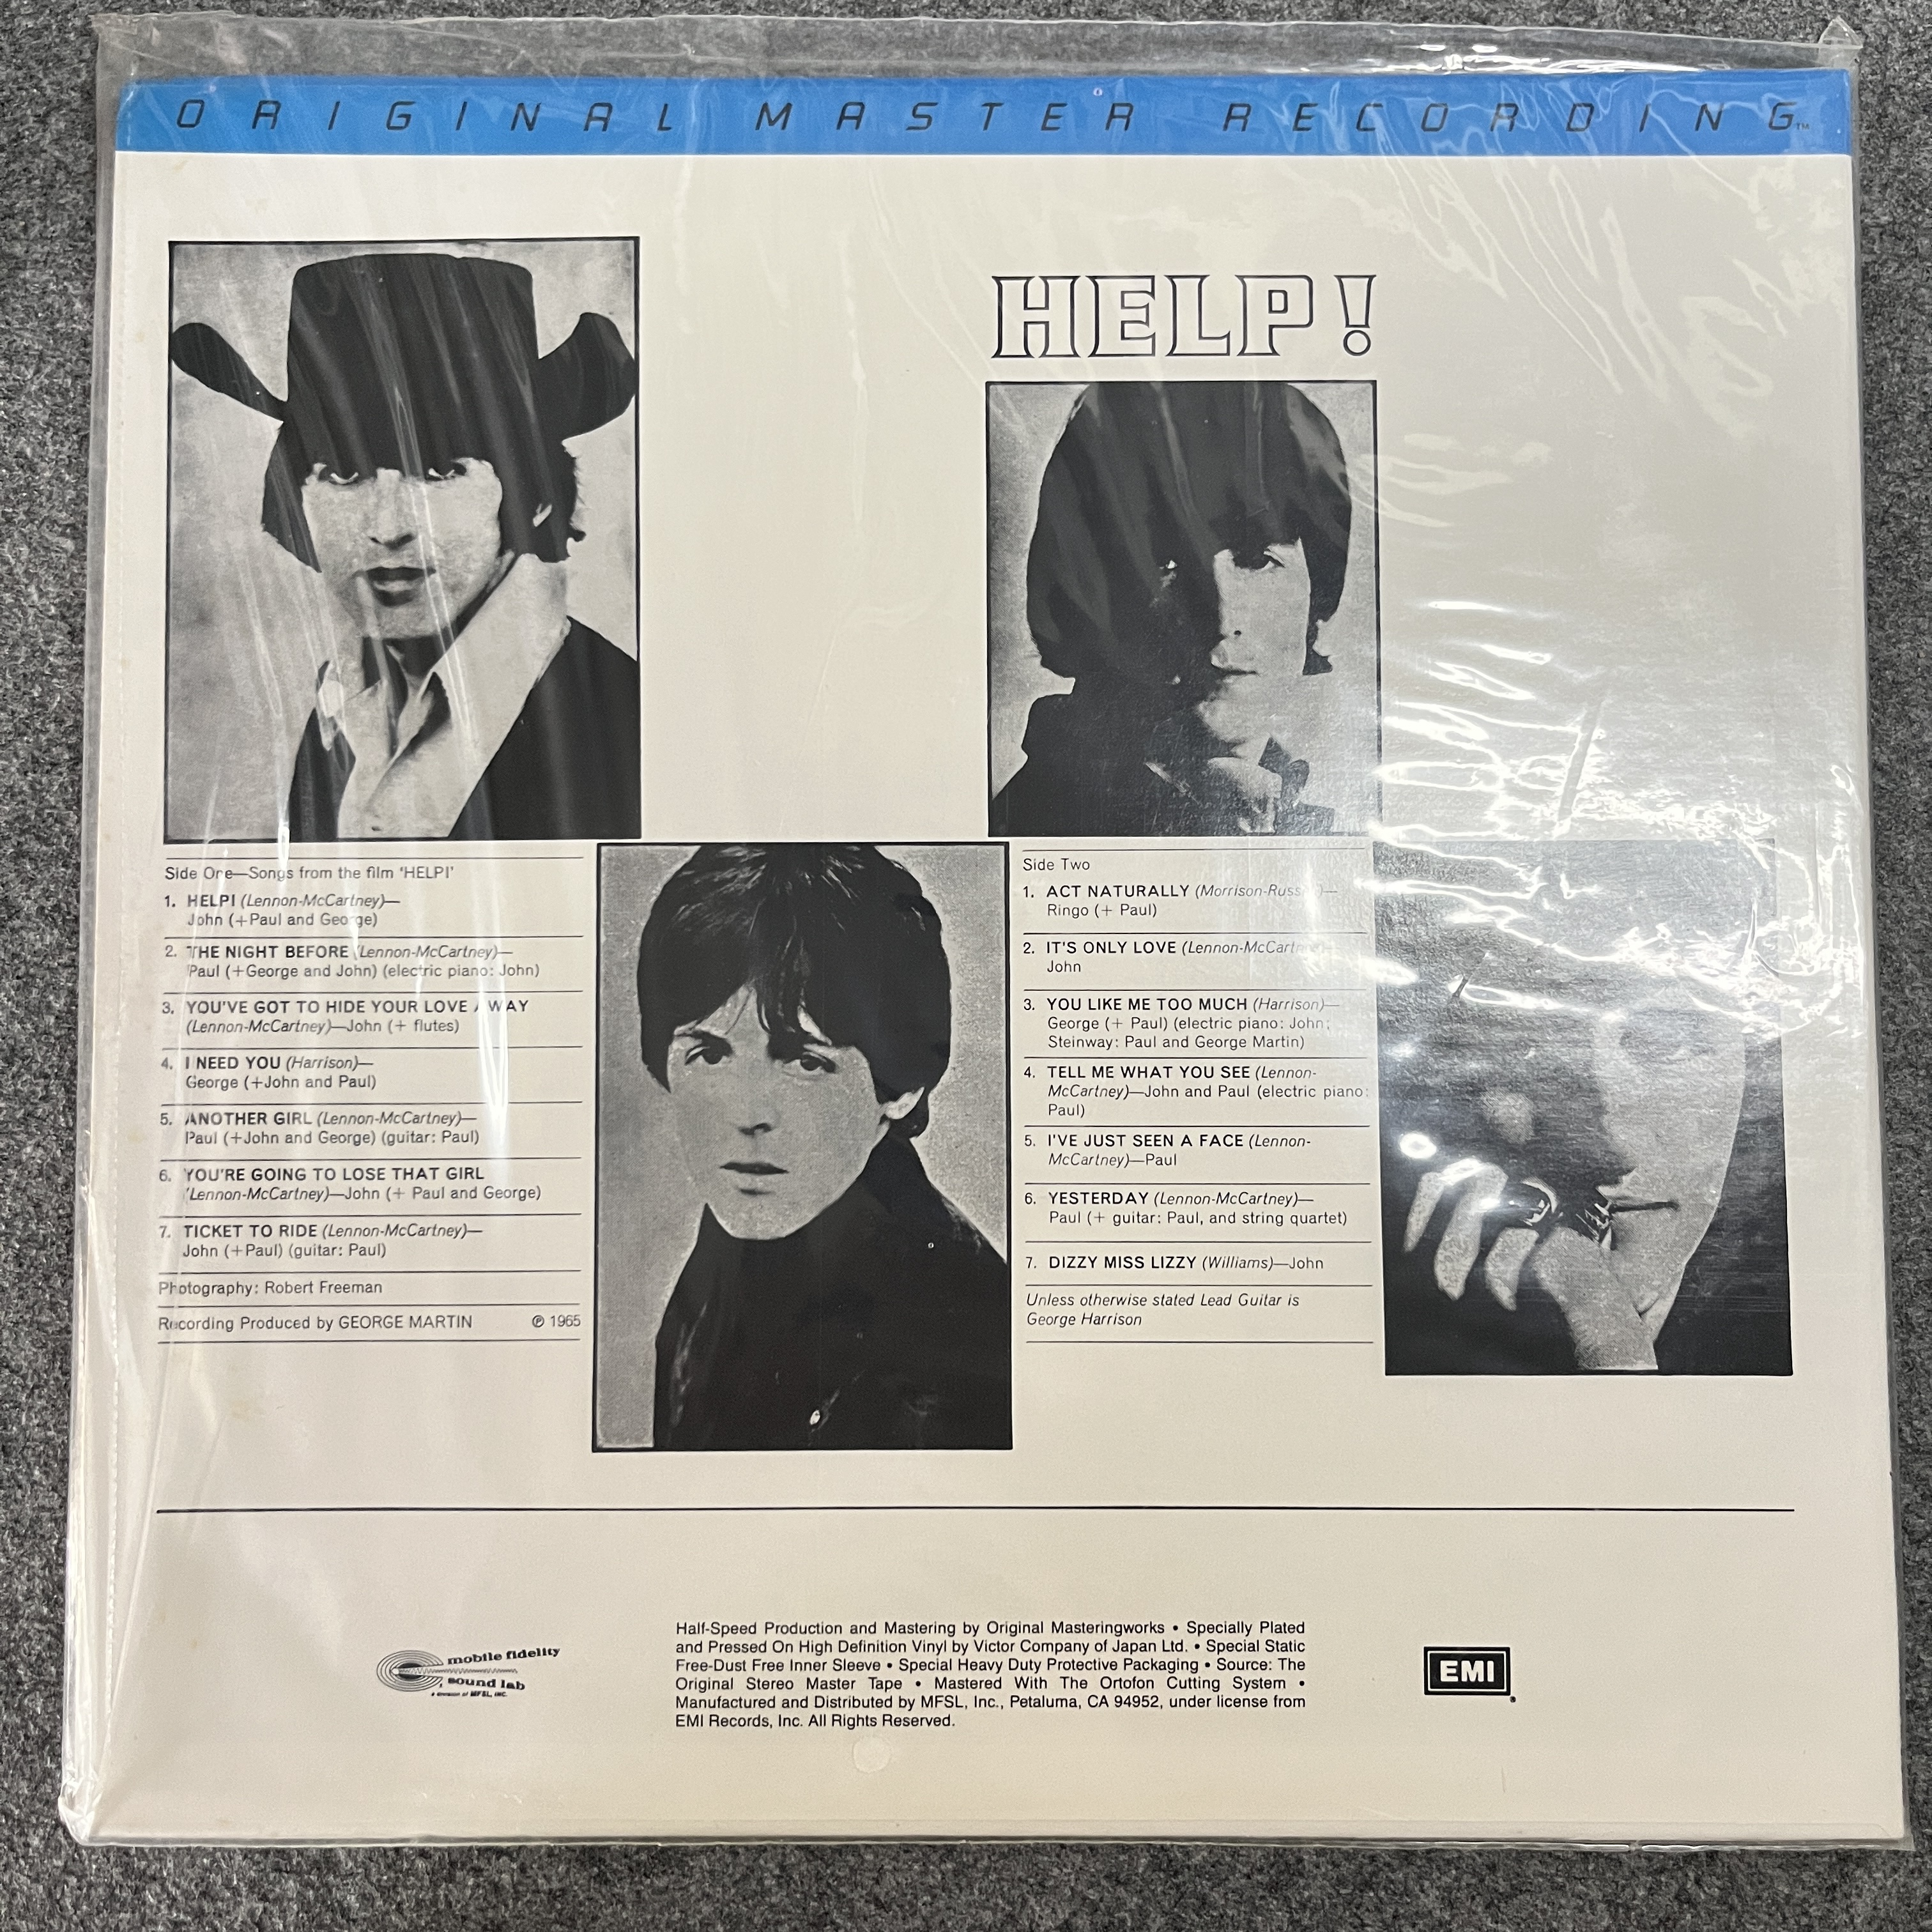 ORIGINAL MASTER RECORDING™
HELP!
Side One—Songs from the film 'HELP!'
1. HELP! (Lennon-McCartney)—
John (+Paul and George)
2. THE NIGHT BEFORE (Lennon-McCartney)—
Paul (+George and John) (electric piano: John)
3. YOU'VE GOT TO HIDE YOUR LOVE AWAY
(Lennon-McCartney)—John (+ flutes)
4. I NEED YOU (Harrison)—
George (+John and Paul)
5. ANOTHER GIRL (Lennon-McCartney)—
Paul (+John and George) (guitar: Paul)
6. YOU'RE GOING TO LOSE THAT GIRL
(Lennon-McCartney)—John (+ Paul and George)
7. TICKET TO RIDE (Lennon-McCartney)—
John (+Paul) (guitar: Paul)
Photography: Robert Freeman
Recording Produced by GEORGE MARTIN ℗ 1965
Side Two
1. ACT NATURALLY (Morrison-Russell)—
Ringo (+ Paul)
2. IT'S ONLY LOVE (Lennon-McCartney)—
John
3. YOU LIKE ME TOO MUCH (Harrison)—
George (+ Paul) (electric piano: John;
Steinway: Paul and George Martin)
4. TELL ME WHAT YOU SEE (Lennon-
McCartney)—John and Paul (electric piano:
Paul)
5. I'VE JUST SEEN A FACE (Lennon-
McCartney)—Paul
6. YESTERDAY (Lennon-McCartney)—
Paul (+ guitar: Paul, and string quartet)
7. DIZZY MISS LIZZY (Williams)—John
Unless otherwise stated Lead Guitar is
George Harrison
mobile fidelity
sound lab
a division of MFSL, INC.
Half-Speed Production and Mastering by Original Masteringworks • Specially Plated
and Pressed On High Definition Vinyl by Victor Company of Japan Ltd. • Special Static
Free-Dust Free Inner Sleeve • Special Heavy Duty Protective Packaging • Source: The
Original Stereo Master Tape • Mastered With The Ortofon Cutting System •
Manufactured and Distributed by MFSL, Inc., Petaluma, CA 94952, under license from
EMI Records, Inc. All Rights Reserved.
EMI